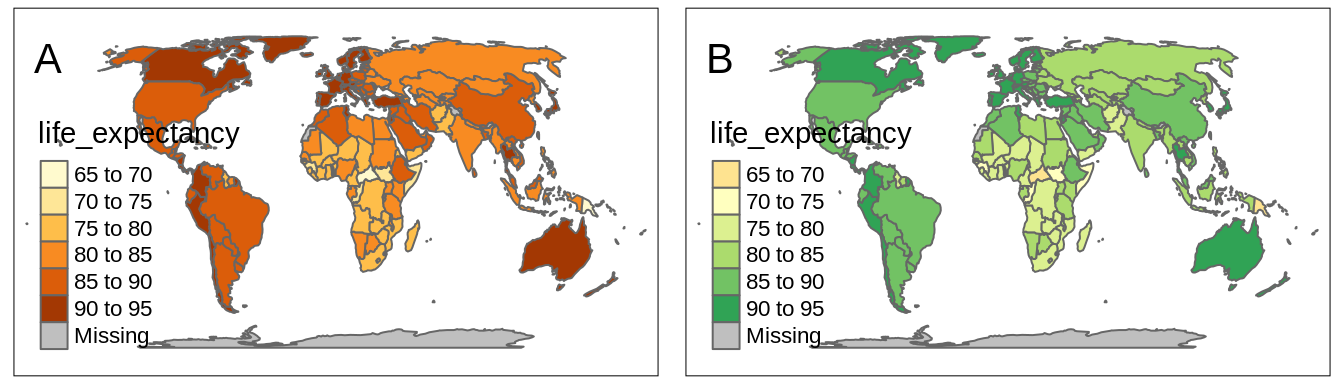 A
life_expectancy
65 to 70
70 to 75
75 to 80
80 to 85
85 to 90
90 to 95
Missing
B
life_expectancy
65 to 70
70 to 75
75 to 80
80 to 85
85 to 90
90 to 95
Missing